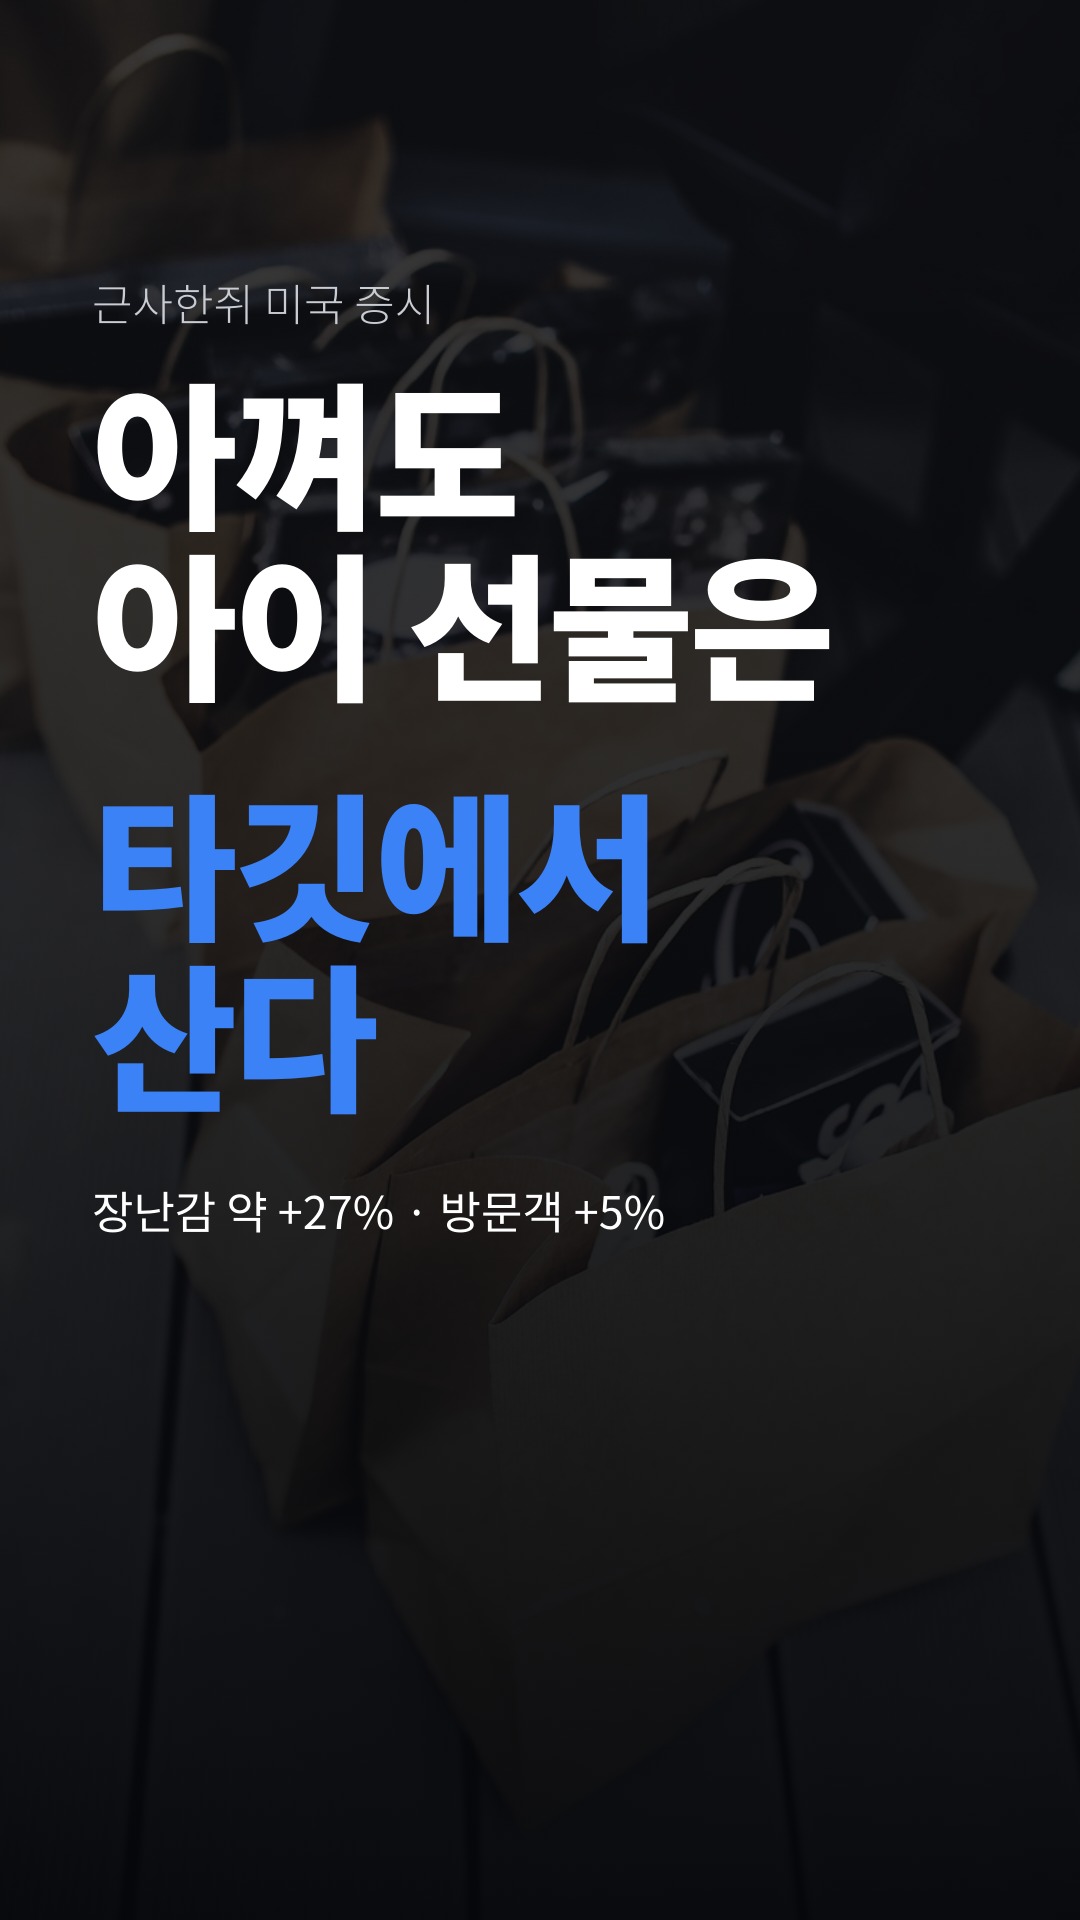 근사한쥐 미국 증시
아껴도
아이 선물은
타깃에서
산다
장난감 약 +27% · 방문객 +5%